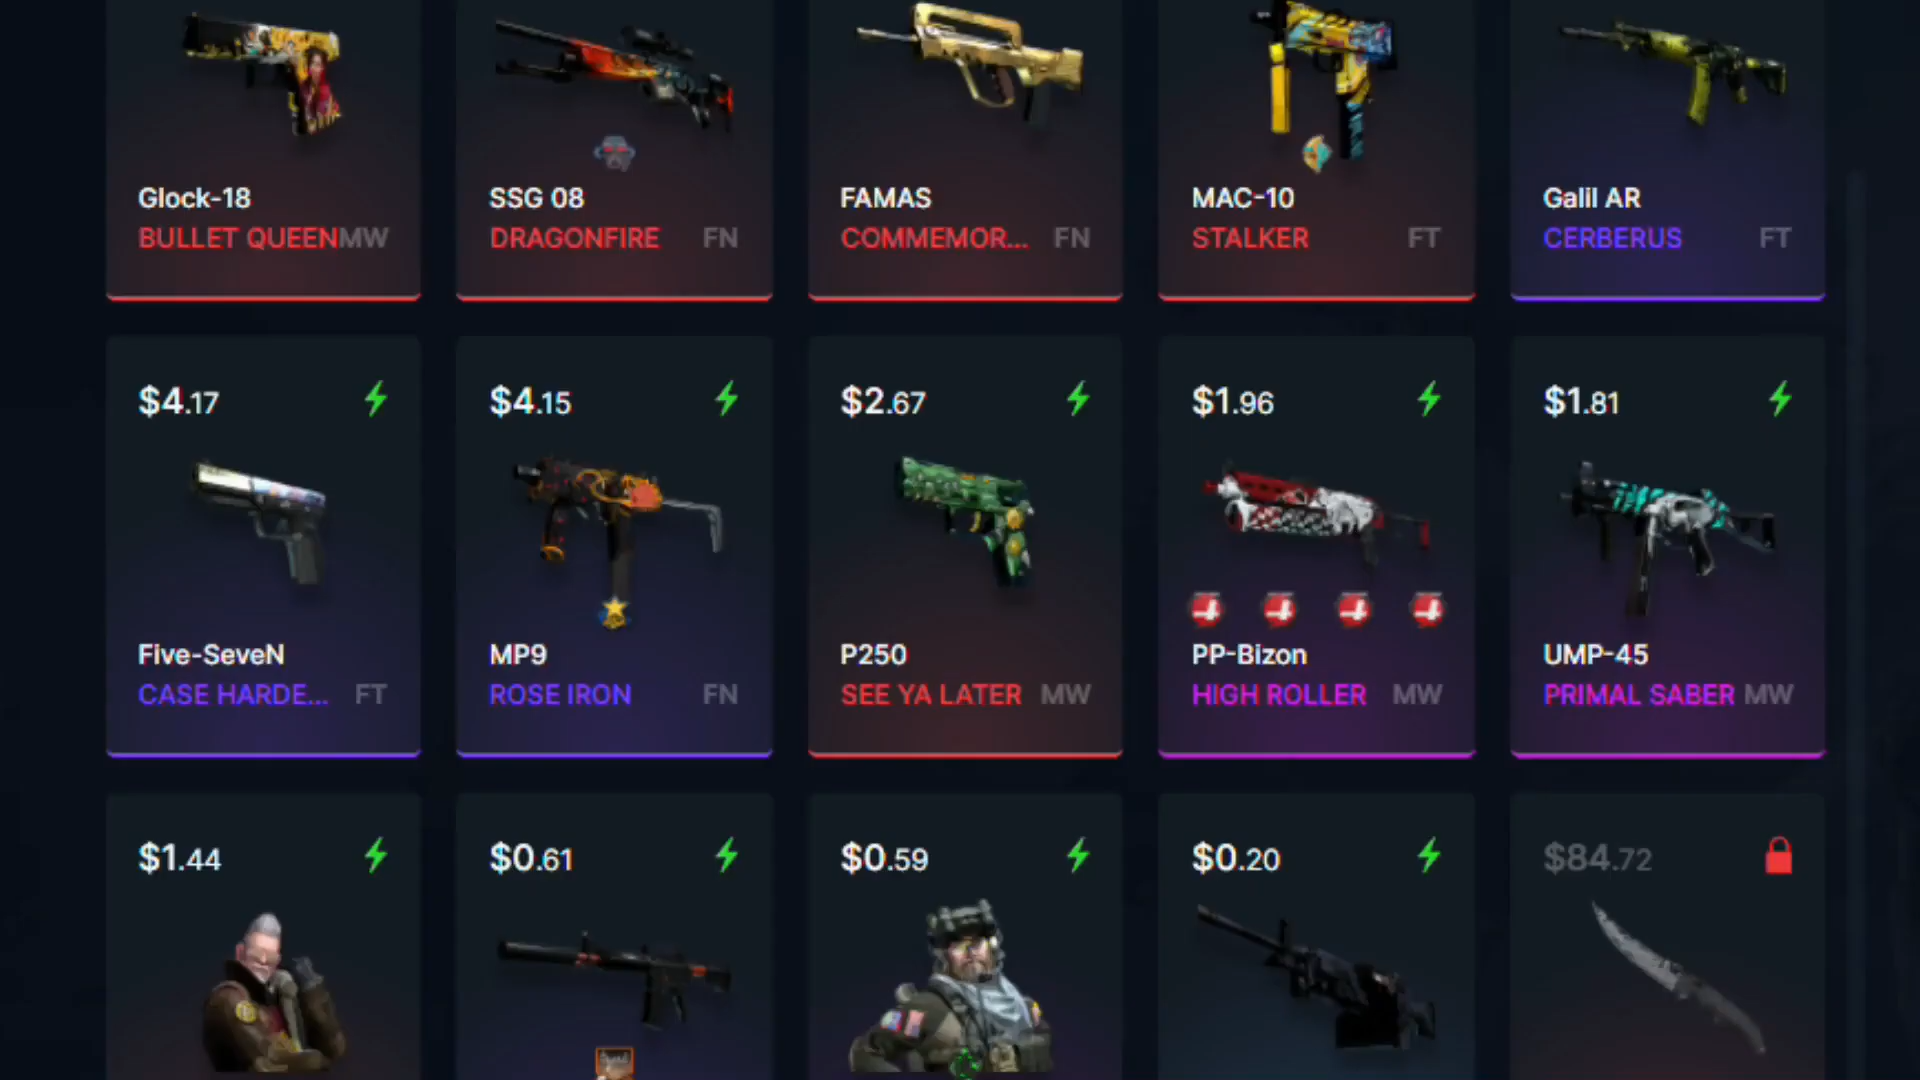 Glock-18
BULLET QUEEN MW
SSG 08
DRAGONFIRE FN
FAMAS
COMMEMOR... FN
MAC-10
STALKER FT
Galil AR
CERBERUS FT
$4.17
Five-SeveN
CASE HARDE... FT
$4.15
MP9
ROSE IRON FN
$2.67
P250
SEE YA LATER MW
$1.96
PP-Bizon
HIGH ROLLER MW
$1.81
UMP-45
PRIMAL SABER MW
$1.44
$0.61
$0.59
$0.20
$84.72